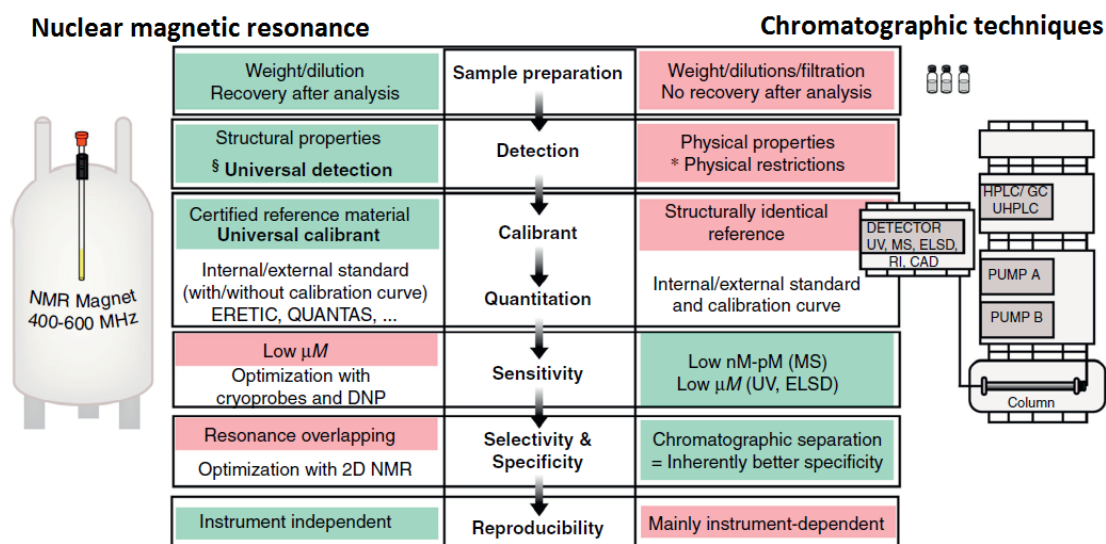 Nuclear magnetic resonance
Chromatographic techniques
Weight/dilution
Recovery after analysis
Sample preparation
Weight/dilutions/filtration
No recovery after analysis
Structural properties
§ Universal detection
Detection
Physical properties
* Physical restrictions
Certified reference material
Universal calibrant
Calibrant
Structurally identical
reference
Internal/external standard
(with/without calibration curve)
ERETIC, QUANTAS, ...
Quantitation
Internal/external standard
and calibration curve
Low μM
Optimization with
cryoprobes and DNP
Sensitivity
Low nM-pM (MS)
Low μM (UV, ELSD)
Resonance overlapping
Optimization with 2D NMR
Selectivity &
Specificity
Chromatographic separation
= Inherently better specificity
Instrument independent
Reproducibility
Mainly instrument-dependent
NMR Magnet
400-600 MHz
HPLC/ GC
UHPLC
DETECTOR
UV, MS, ELSD,
RI, CAD
PUMP A
PUMP B
Column